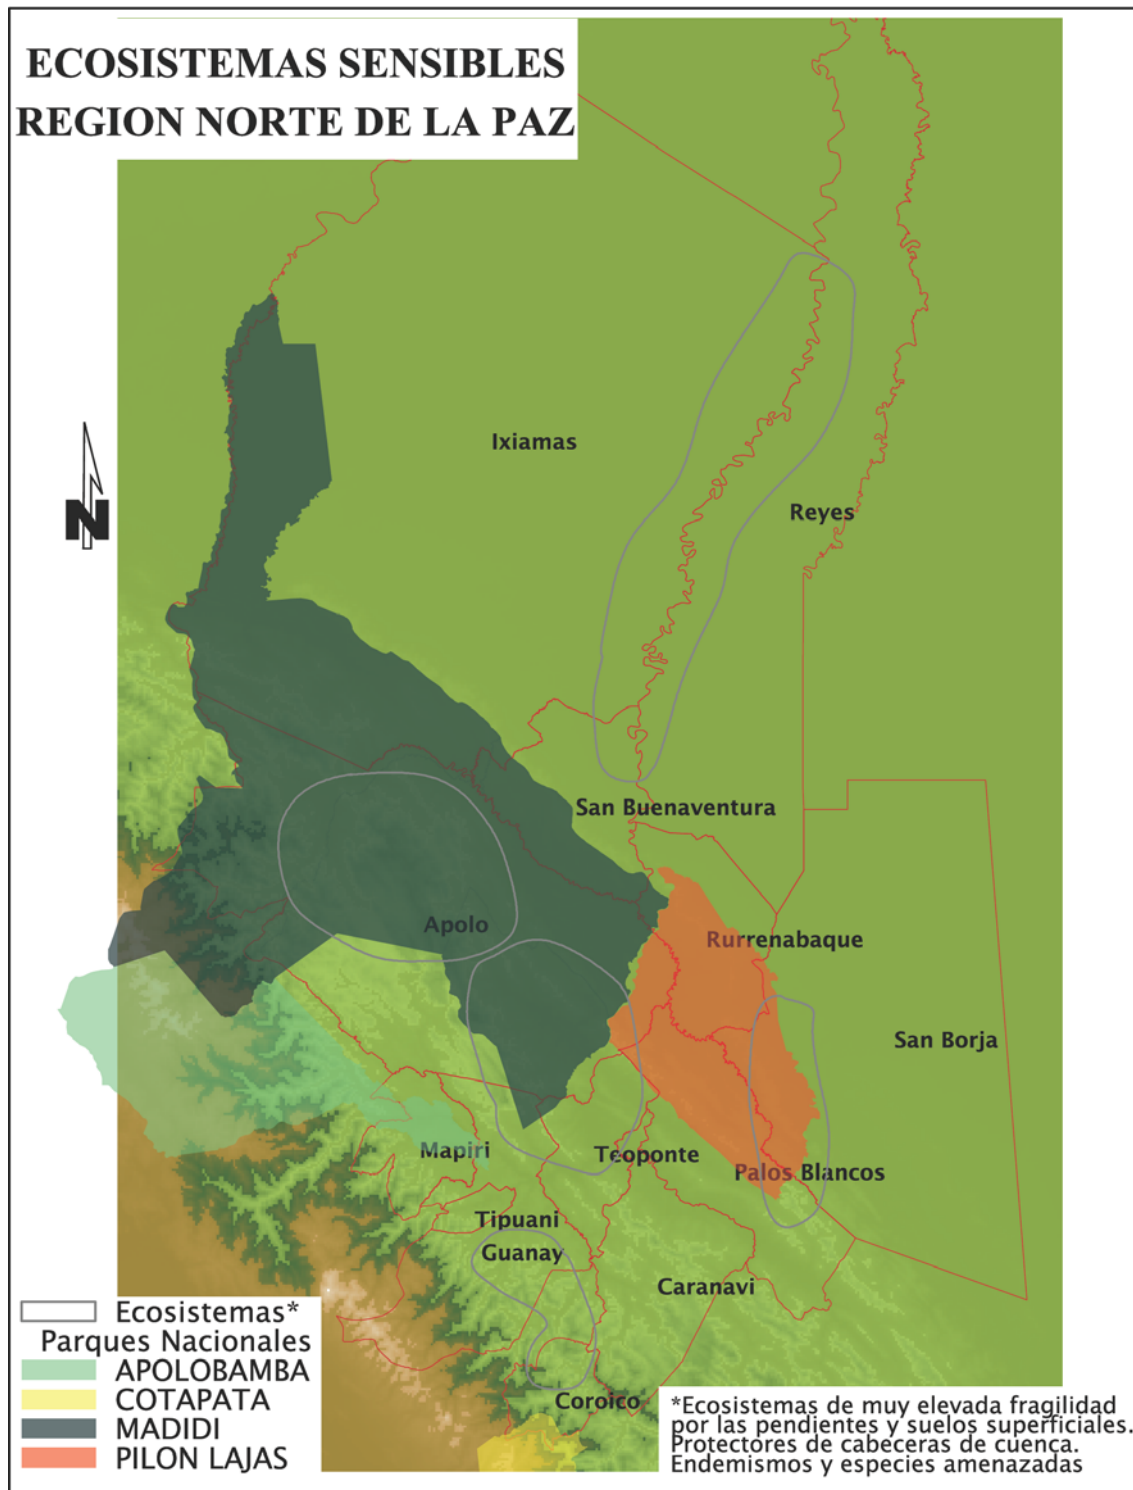 ECOSISTEMAS SENSIBLES
REGION NORTE DE LA PAZ
Ixiamas
Reyes
N
San Buenaventura
Apolo
Rurrenabaque
San Borja
Mapiri
Teoponte
Palos Blancos
Tipuani
Guanay
Caranavi
Coroico
Ecosistemas*
Parques Nacionales
APOLOBAMBA
COTAPATA
MADIDI
PILON LAJAS
*Ecosistemas de muy elevada fragilidad
por las pendientes y suelos superficiales.
Protectores de cabeceras de cuenca.
Endemismos y especies amenazadas